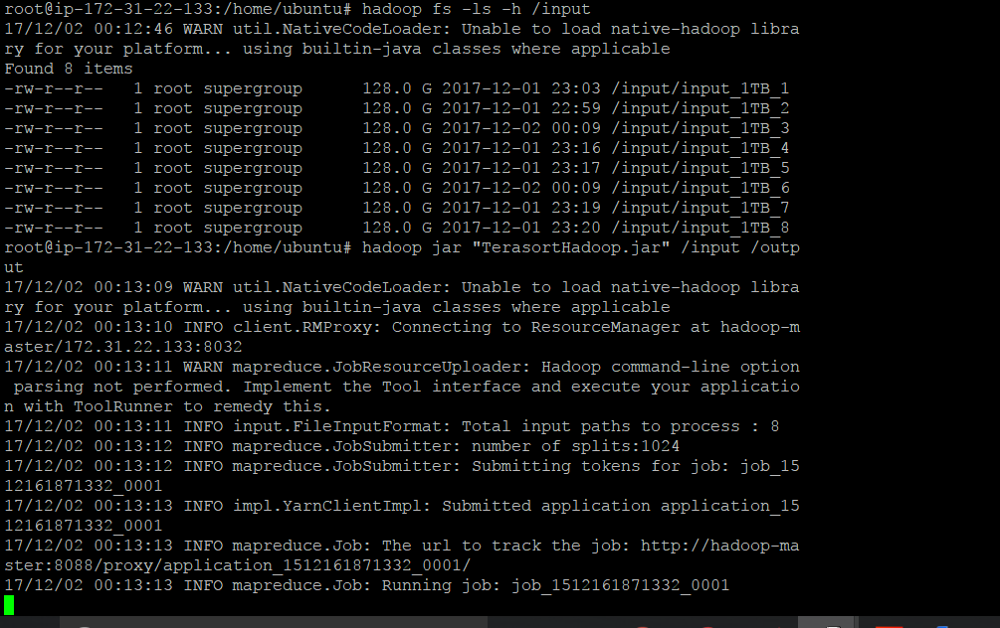 root@ip-172-31-22-133:/home/ubuntu# hadoop fs -ls -h /input
17/12/02 00:12:46 WARN util.NativeCodeLoader: Unable to load native-hadoop libra
ry for your platform... using builtin-java classes where applicable
Found 8 items
-rw-r--r--   1 root supergroup      128.0 G 2017-12-01 23:03 /input/input_1TB_1
-rw-r--r--   1 root supergroup      128.0 G 2017-12-01 22:59 /input/input_1TB_2
-rw-r--r--   1 root supergroup      128.0 G 2017-12-02 00:09 /input/input_1TB_3
-rw-r--r--   1 root supergroup      128.0 G 2017-12-01 23:16 /input/input_1TB_4
-rw-r--r--   1 root supergroup      128.0 G 2017-12-01 23:17 /input/input_1TB_5
-rw-r--r--   1 root supergroup      128.0 G 2017-12-02 00:09 /input/input_1TB_6
-rw-r--r--   1 root supergroup      128.0 G 2017-12-01 23:19 /input/input_1TB_7
-rw-r--r--   1 root supergroup      128.0 G 2017-12-01 23:20 /input/input_1TB_8
root@ip-172-31-22-133:/home/ubuntu# hadoop jar "TerasortHadoop.jar" /input /outp
ut
17/12/02 00:13:09 WARN util.NativeCodeLoader: Unable to load native-hadoop libra
ry for your platform... using builtin-java classes where applicable
17/12/02 00:13:10 INFO client.RMProxy: Connecting to ResourceManager at hadoop-m
aster/172.31.22.133:8032
17/12/02 00:13:11 WARN mapreduce.JobResourceUploader: Hadoop command-line option
 parsing not performed. Implement the Tool interface and execute your applicatio
n with ToolRunner to remedy this.
17/12/02 00:13:11 INFO input.FileInputFormat: Total input paths to process : 8
17/12/02 00:13:12 INFO mapreduce.JobSubmitter: number of splits:1024
17/12/02 00:13:12 INFO mapreduce.JobSubmitter: Submitting tokens for job: job_15
12161871332_0001
17/12/02 00:13:13 INFO impl.YarnClientImpl: Submitted application application_15
12161871332_0001
17/12/02 00:13:13 INFO mapreduce.Job: The url to track the job: http://hadoop-ma
ster:8088/proxy/application_1512161871332_0001/
17/12/02 00:13:13 INFO mapreduce.Job: Running job: job_1512161871332_0001